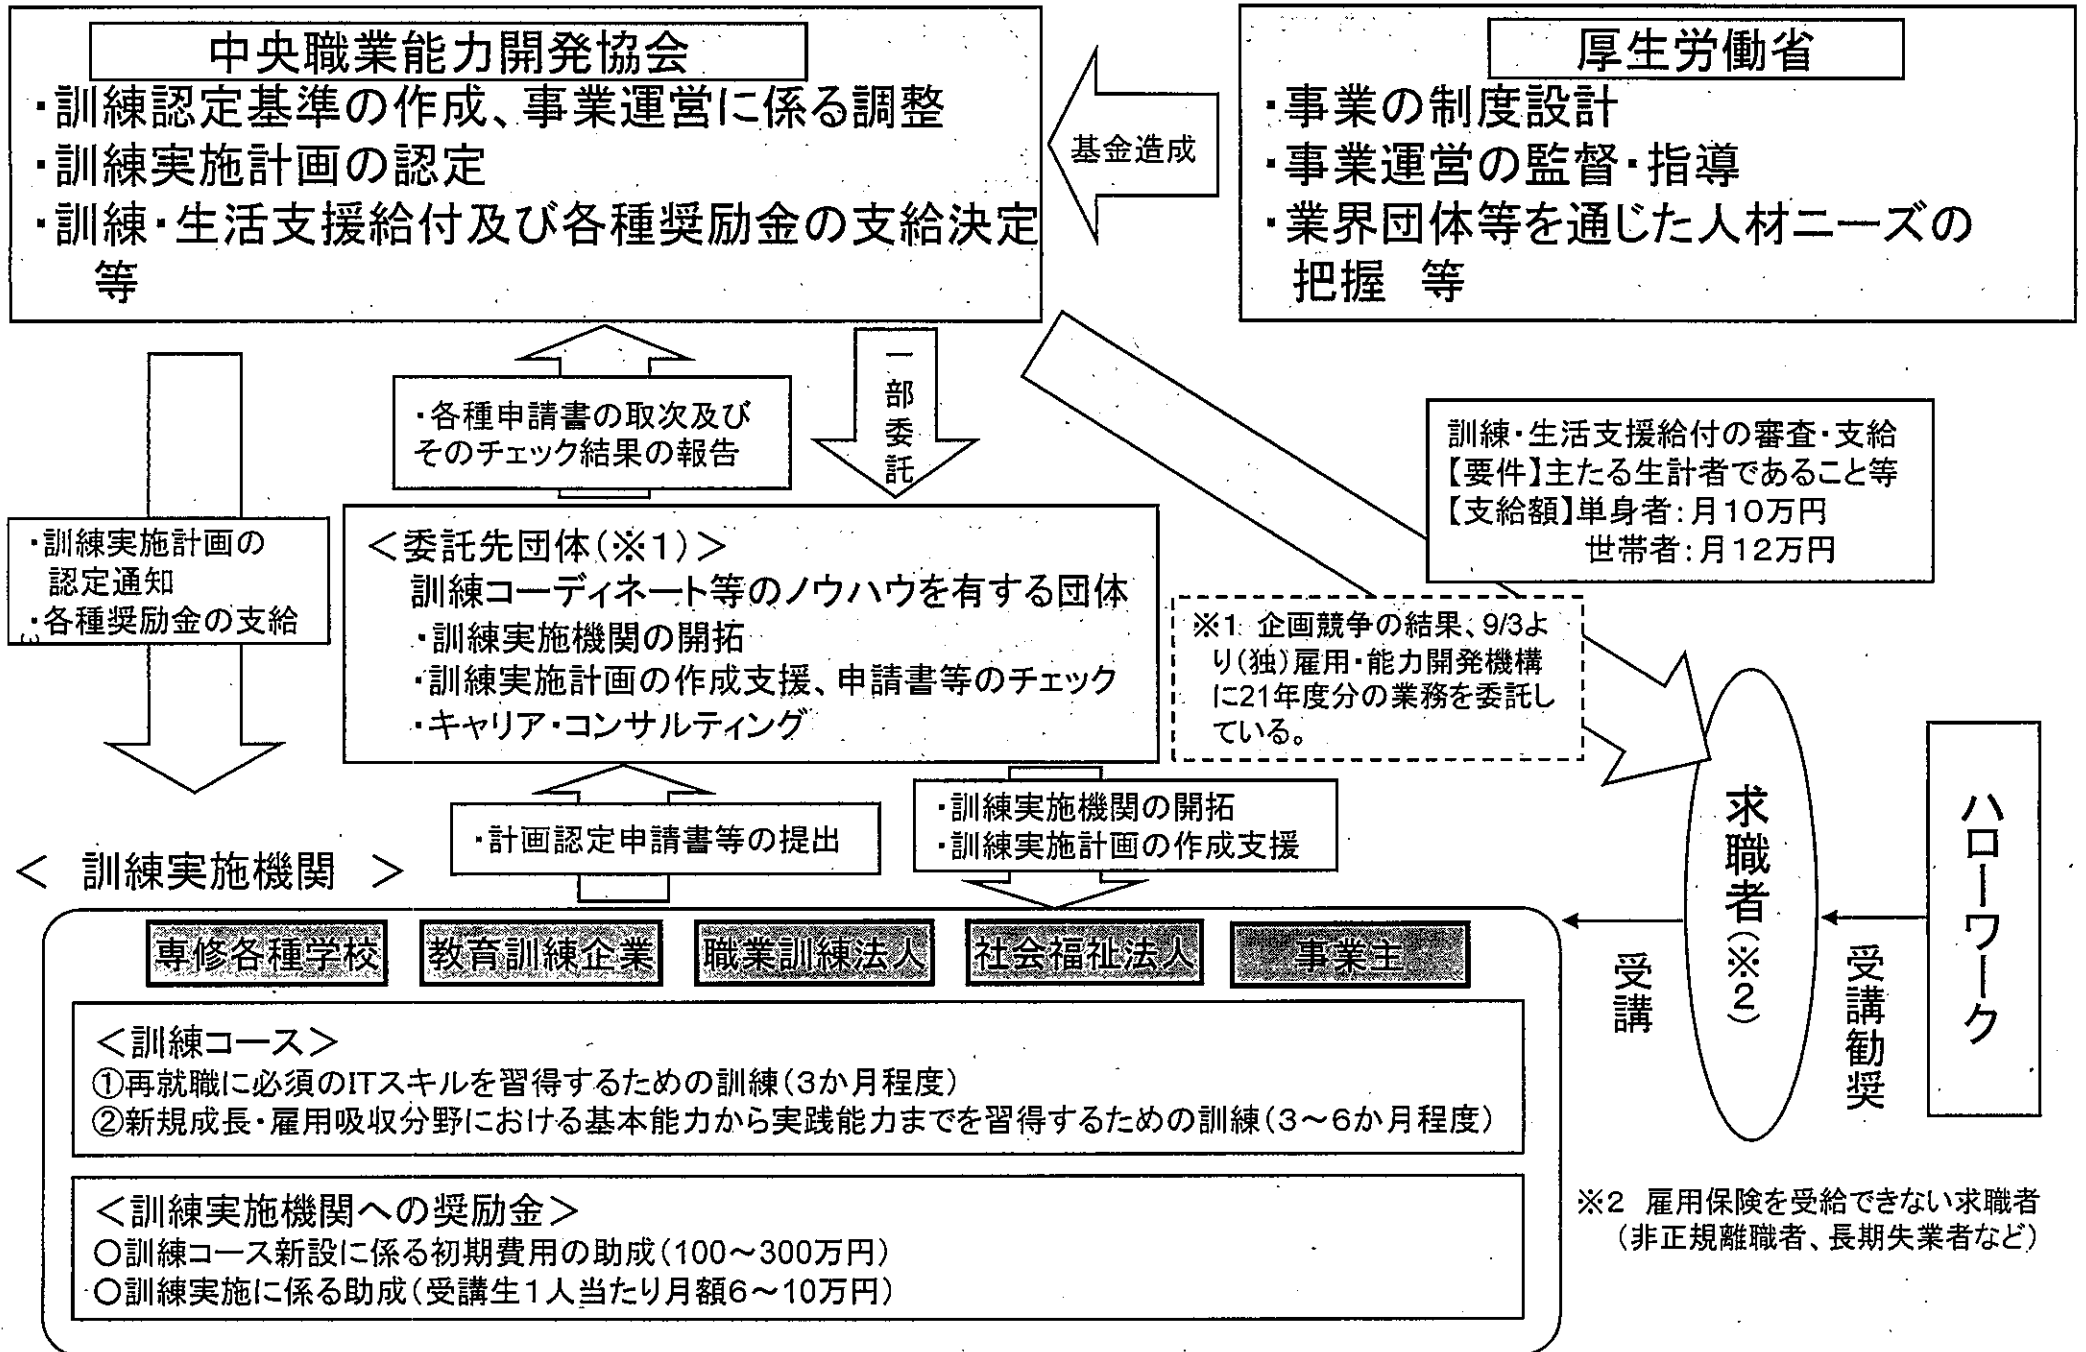 中央職業能力開発協会
・訓練認定基準の作成、事業運営に係る調整
・訓練実施計画の認定
・訓練・生活支援給付及び各種奨励金の支給決定
等
基金造成
厚生労働省
・事業の制度設計
・事業運営の監督・指導
・業界団体等を通じた人材ニーズの
把握 等
・各種申請書の取次及び
そのチェック結果の報告
一部委託
訓練・生活支援給付の審査・支給
【要件】主たる生計者であること等
【支給額】単身者:月10万円
世帯者:月12万円
・訓練実施計画の
認定通知
・各種奨励金の支給
3
<委託先団体(※1)>
訓練コーディネート等のノウハウを有する団体
・訓練実施機関の開拓
・訓練実施計画の作成支援、申請書等のチェック
・キャリア・コンサルティング
※1 企画競争の結果、9/3よ
り(独)雇用・能力開発機構
に21年度分の業務を委託し
ている。
・計画認定申請書等の提出
・訓練実施機関の開拓
・訓練実施計画の作成支援
< 訓練実施機関 >
専修各種学校 教育訓練企業 職業訓練法人 社会福祉法人 事業主
<訓練コース>
①再就職に必須のITスキルを習得するための訓練(3か月程度)
②新規成長・雇用吸収分野における基本能力から実践能力までを習得するための訓練(3~6か月程度)
<訓練実施機関への奨励金>
○訓練コース新設に係る初期費用の助成(100~300万円)
○訓練実施に係る助成(受講生1人当たり月額6~10万円)
受講
求職者(※2)
受講勧奨
ハローワーク
※2 雇用保険を受給できない求職者
(非正規離職者、長期失業者など)